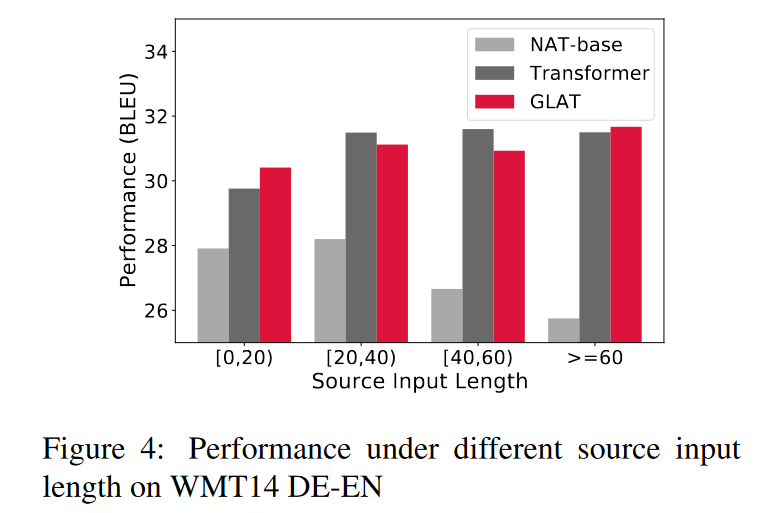 34
32
30
28
26
Performance (BLEU)
NAT-base
Transformer
GLAT
[0,20)
[20,40)
[40,60)
>=60
Source Input Length
Figure 4: Performance under different source input
length on WMT14 DE-EN